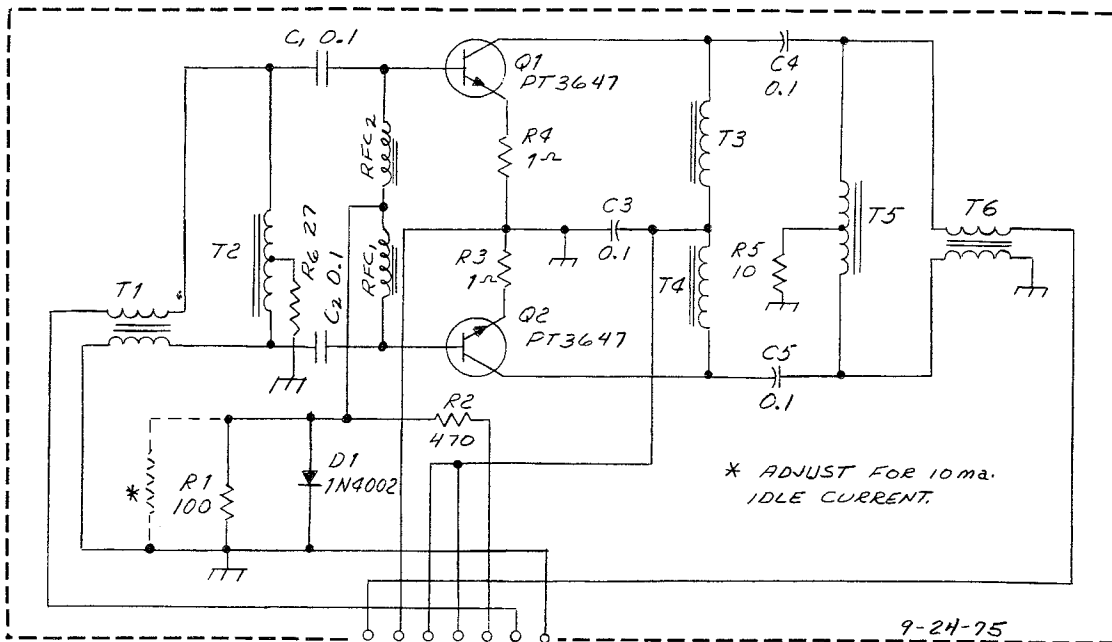 C1 0.1
Q1
PT3647
C4
0.1
RFC2
R4
1Ω
T3
C3
0.1
T2
R6 27
C2 0.1
RFC1
R3
1Ω
T4
R5
10
T5
T6
T1
Q2
PT3647
C5
0.1
R2
470
*
R1
100
D1
1N4002
* ADJUST FOR 10ma.
IDLE CURRENT.
9-24-75